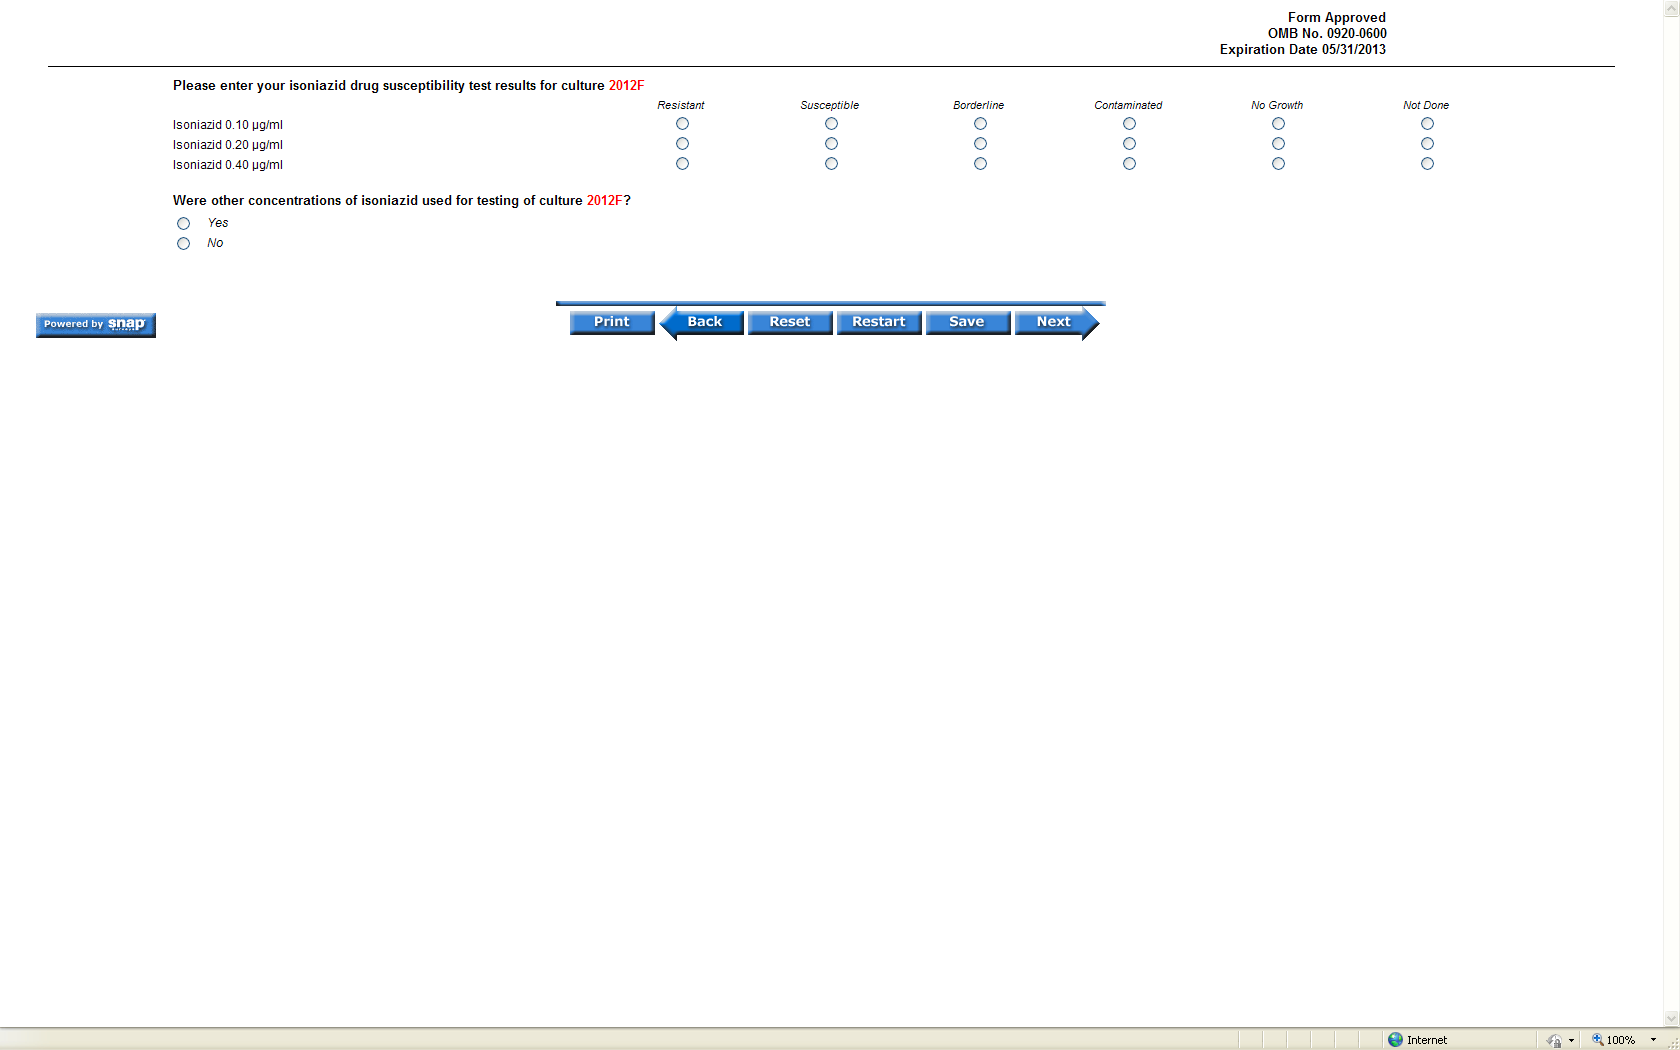 Form Approved
OMB No. 0920-0600
Expiration Date 05/31/2013
Please enter your isoniazid drug susceptibility test results for culture 2012F
Resistant Susceptible Borderline Contaminated No Growth Not Done
Isoniazid 0.10 µg/ml
Isoniazid 0.20 µg/ml
Isoniazid 0.40 µg/ml
Were other concentrations of isoniazid used for testing of culture 2012F?
Yes
No
Powered by snap
Print Back Reset Restart Save Next
Internet 100%